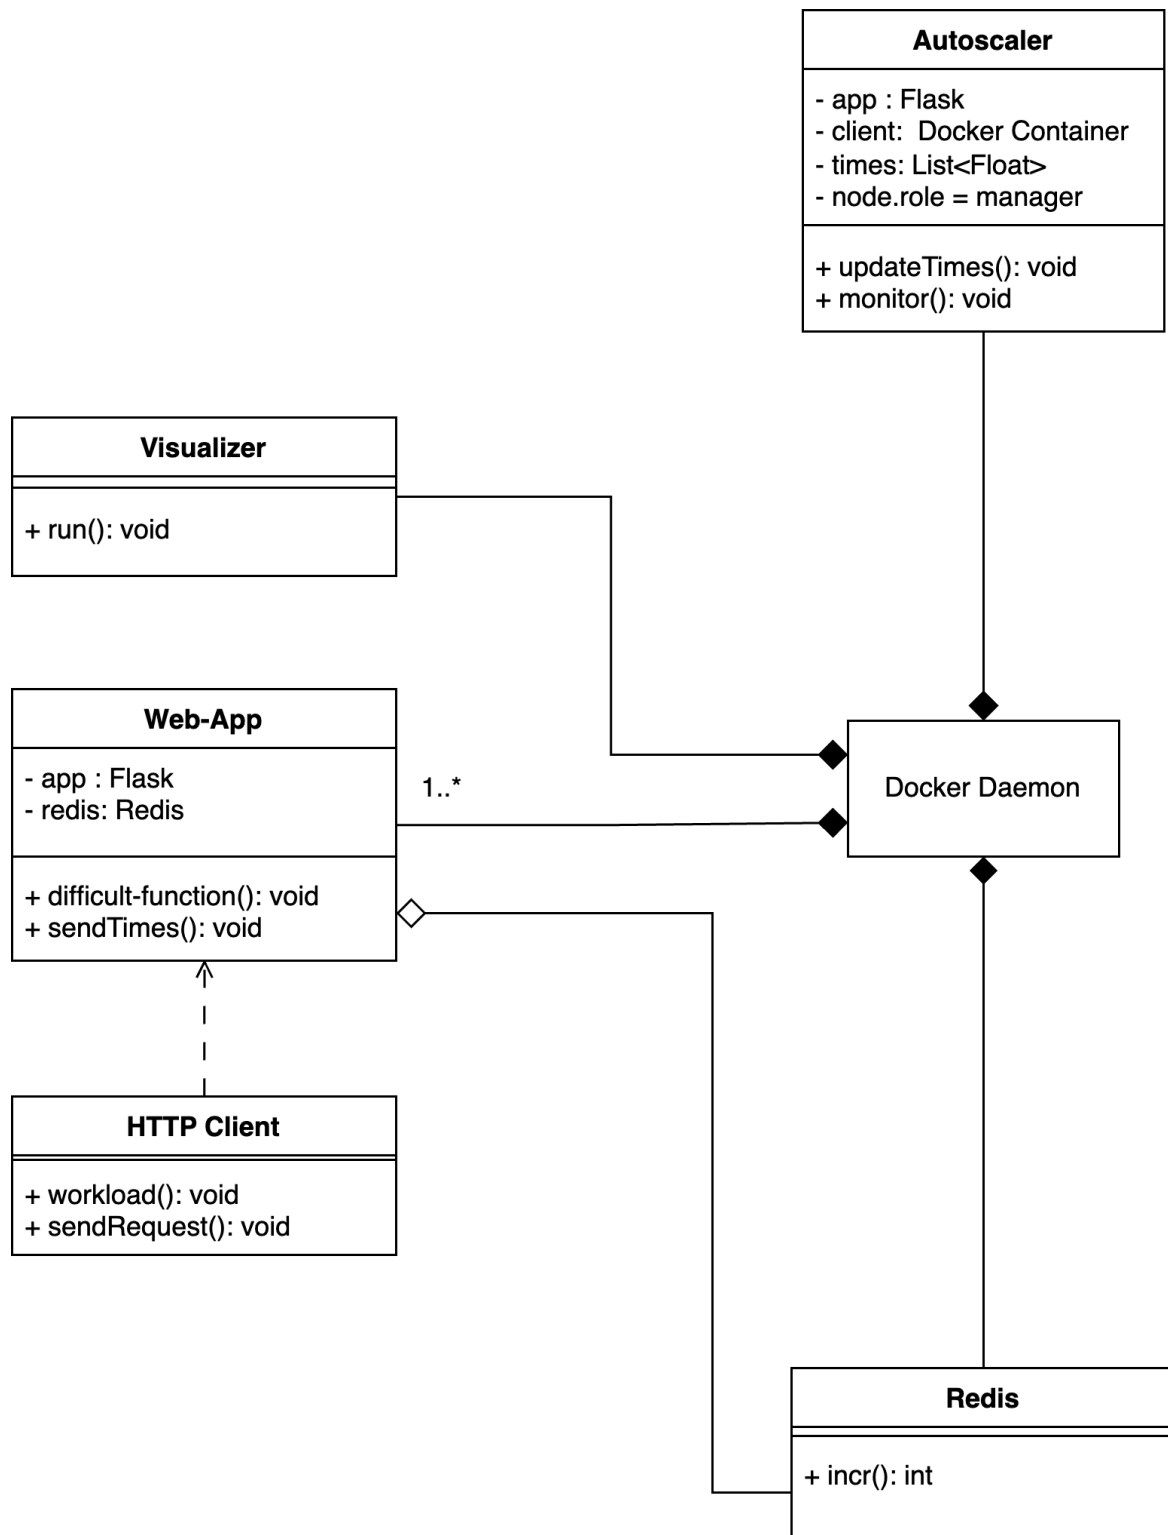 Autoscaler
- app : Flask
- client:  Docker Container
- times: List<Float>
- node.role = manager
+ updateTimes(): void
+ monitor(): void
Visualizer
+ run(): void
Web-App
- app : Flask
- redis: Redis
+ difficult-function(): void
+ sendTimes(): void
1..*
Docker Daemon
HTTP Client
+ workload(): void
+ sendRequest(): void
Redis
+ incr(): int